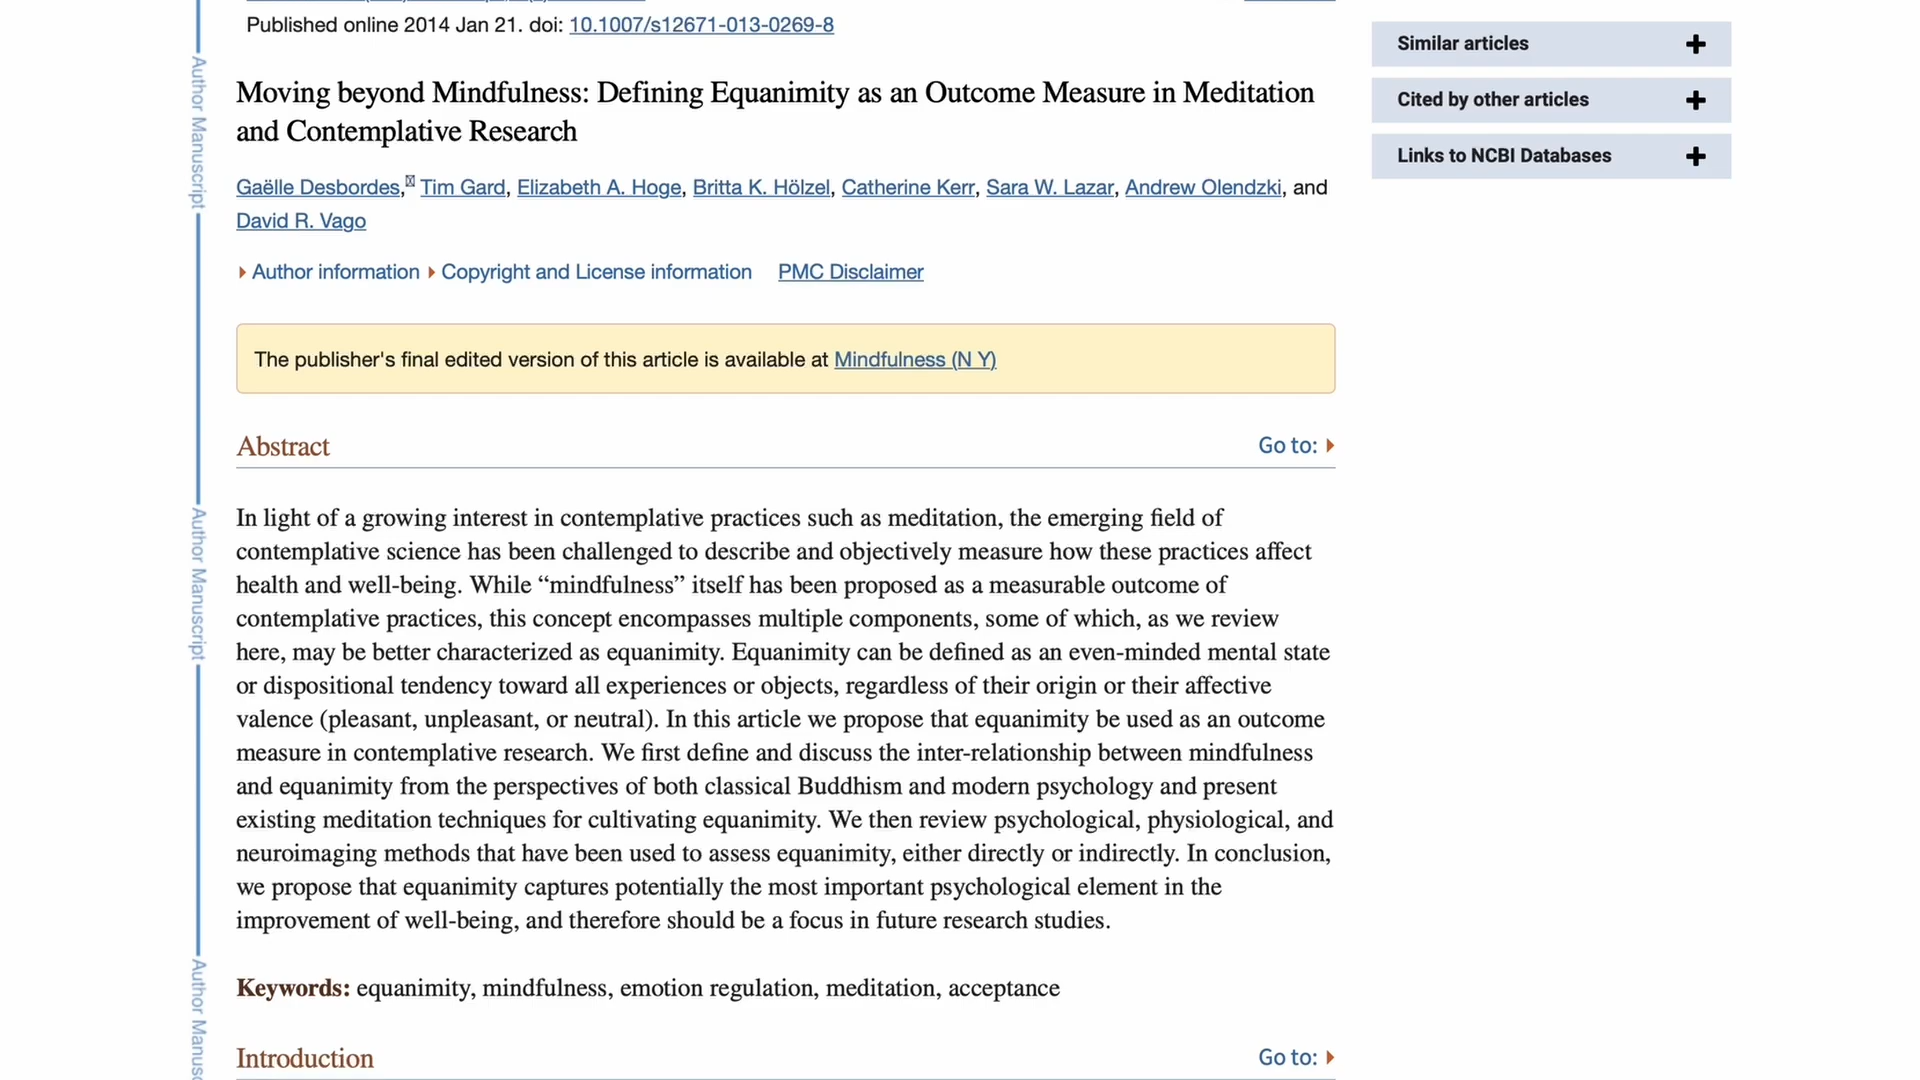 Published online 2014 Jan 21. doi: 10.1007/s12671-013-0269-8
Moving beyond Mindfulness: Defining Equanimity as an Outcome Measure in Meditation
and Contemplative Research
Gaëlle Desbordes, Tim Gard, Elizabeth A. Hoge, Britta K. Hölzel, Catherine Kerr, Sara W. Lazar, Andrew Olendzki, and
David R. Vago
Author information Copyright and License information PMC Disclaimer
The publisher's final edited version of this article is available at Mindfulness (N Y)
Abstract
Go to:
In light of a growing interest in contemplative practices such as meditation, the emerging field of
contemplative science has been challenged to describe and objectively measure how these practices affect
health and well-being. While “mindfulness” itself has been proposed as a measurable outcome of
contemplative practices, this concept encompasses multiple components, some of which, as we review
here, may be better characterized as equanimity. Equanimity can be defined as an even-minded mental state
or dispositional tendency toward all experiences or objects, regardless of their origin or their affective
valence (pleasant, unpleasant, or neutral). In this article we propose that equanimity be used as an outcome
measure in contemplative research. We first define and discuss the inter-relationship between mindfulness
and equanimity from the perspectives of both classical Buddhism and modern psychology and present
existing meditation techniques for cultivating equanimity. We then review psychological, physiological, and
neuroimaging methods that have been used to assess equanimity, either directly or indirectly. In conclusion,
we propose that equanimity captures potentially the most important psychological element in the
improvement of well-being, and therefore should be a focus in future research studies.
Keywords: equanimity, mindfulness, emotion regulation, meditation, acceptance
Introduction
Go to:
Similar articles
Cited by other articles
Links to NCBI Databases
Author Manuscript
Author Manuscript
Author Manusc